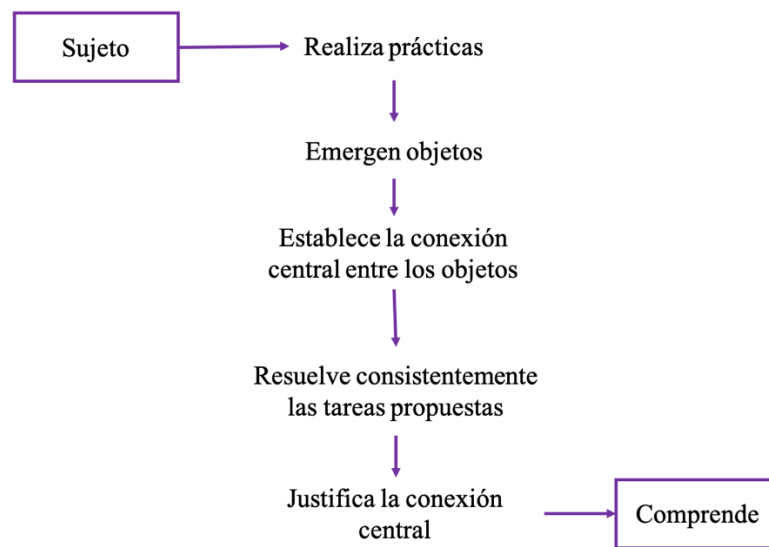 Sujeto
Realiza prácticas
Emergen objetos
Establece la conexión
central entre los objetos
Resuelve consistentemente
las tareas propuestas
Justifica la conexión
central
Comprende